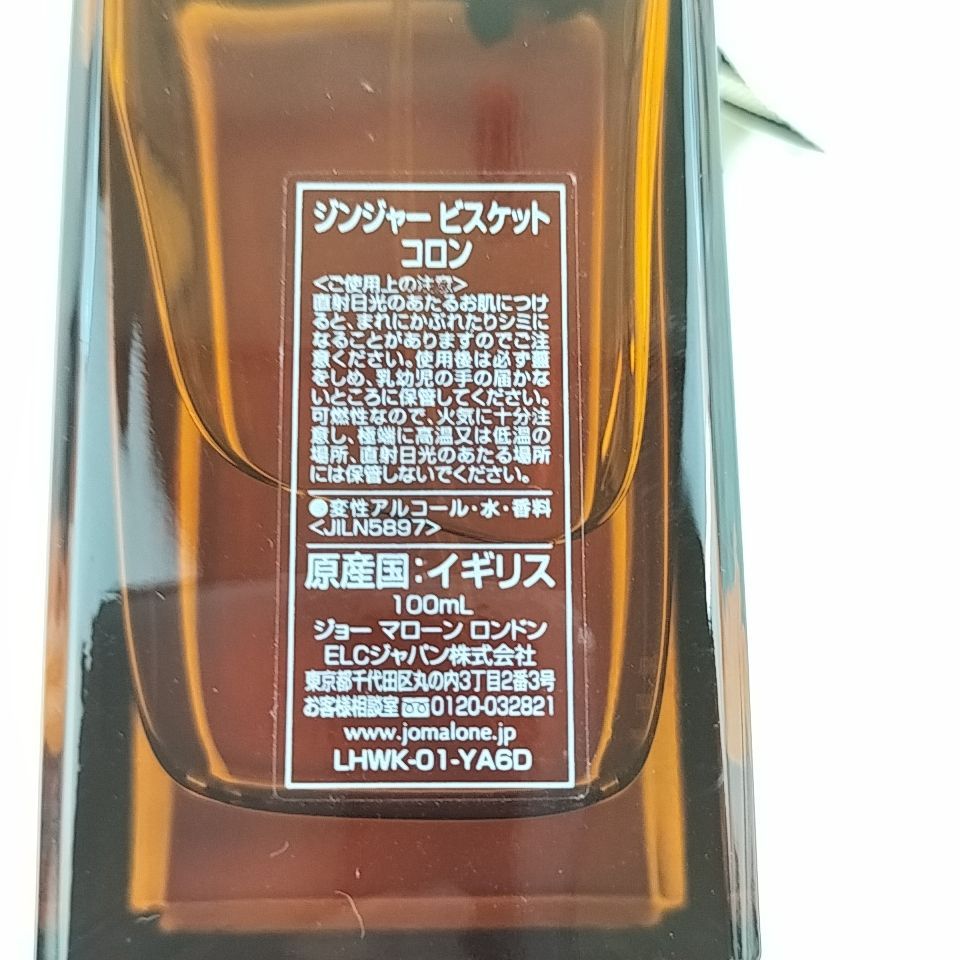 ジンジャー ビスケット
コロン
<ご使用上の注意>
直射日光のあたるお肌につけ
ると、まれにかぶれたりシミに
なることがありますのでご注
意ください。使用後は必ず蓋
をしめ、乳幼児の手の届かな
いところに保管してください。
可燃性なので、火気に十分注
意し、極端に高温又は低温の
場所、直射日光のあたる場所
には保管しないでください。
●変性アルコール・水・香料
<JILN5897>
原産国:イギリス
100mL
ジョー マローン ロンドン
ELCジャパン株式会社
東京都千代田区丸の内3丁目2番3号
お客様相談室 0120-032821
www.jomalone.jp
LHWK-01-YA6D